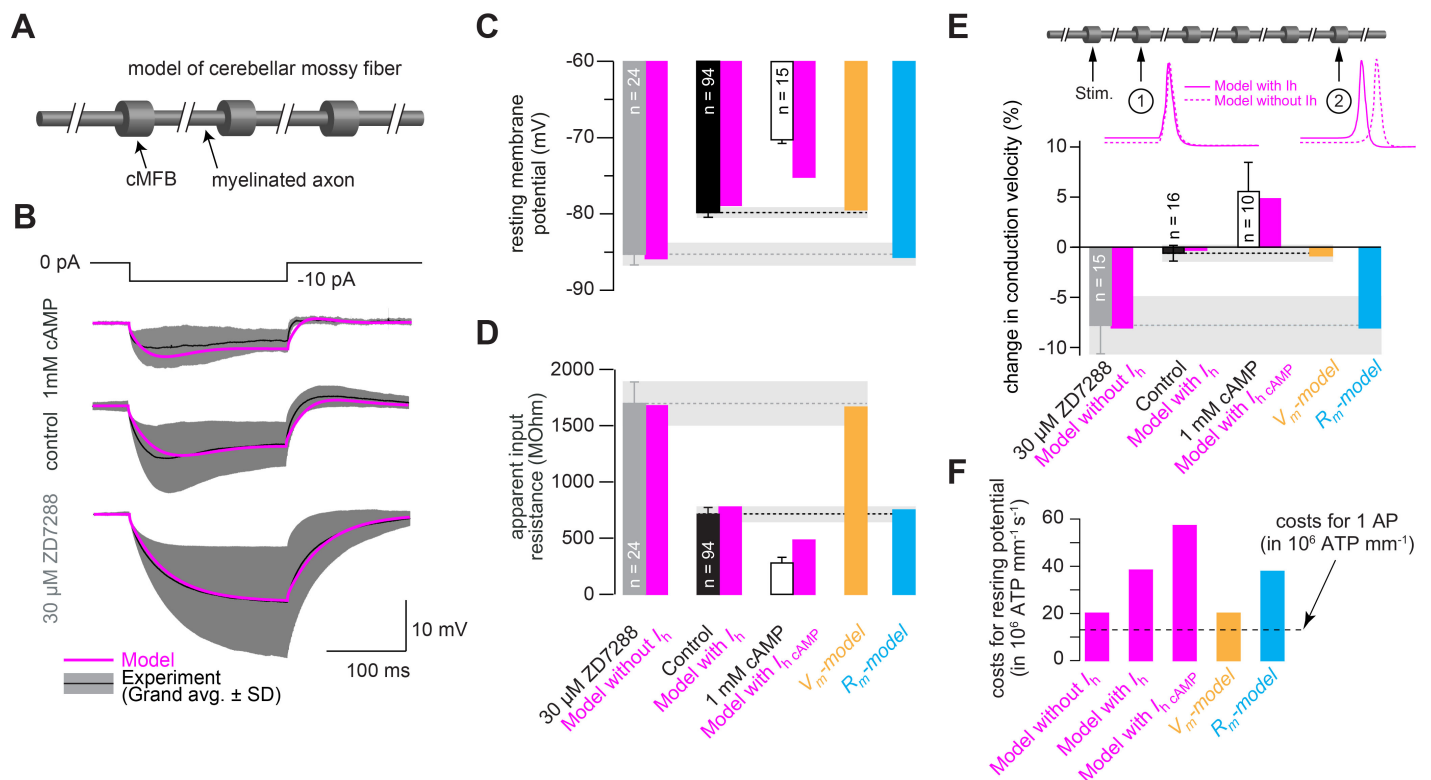 A
model of cerebellar mossy fiber
cMFB
myelinated axon
B
0 pA
-10 pA
1mM cAMP
control
30 µM ZD7288
10 mV
100 ms
Model
Experiment
(Grand avg. ± SD)
C
resting membrane
potential (mV)
-60
-70
-80
-90
n = 24
n = 94
n = 15
D
apparent input
resistance (MOhm)
2000
1500
1000
500
0
n = 24
n = 94
30 µM ZD7288
Model without Ih
Control
Model with Ih
1 mM cAMP
Model with Ih cAMP
Vm-model
Rm-model
E
Stim.
1
2
Model with Ih
Model without Ih
change in conduction velocity (%)
10
5
0
-5
-10
n = 15
n = 16
n = 10
30 µM ZD7288
Model without Ih
Control
Model with Ih
1 mM cAMP
Model with Ih cAMP
Vm-model
Rm-model
F
costs for resring potential
(in 10⁶ ATP mm⁻¹ s⁻¹)
60
40
20
0
costs for 1 AP
(in 10⁶ ATP mm⁻¹)
Model without Ih
Model with Ih
Model with Ih cAMP
Vm-model
Rm-model